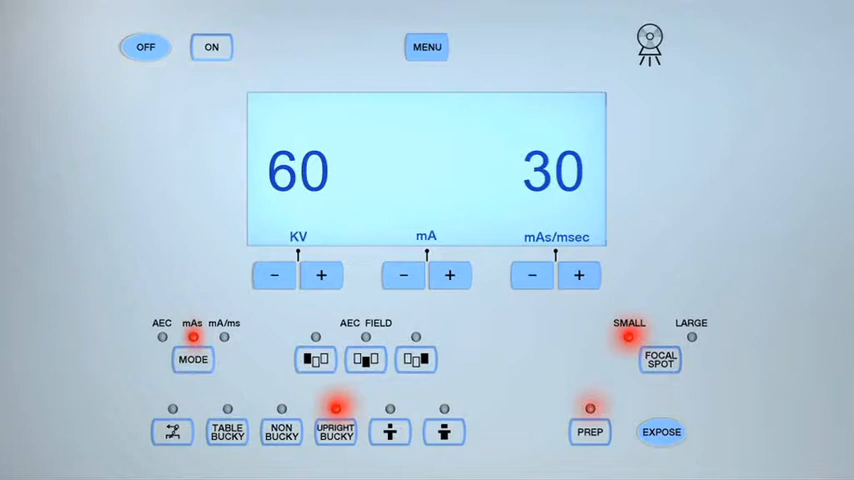 OFF
ON
MENU
60
30
KV
mA
mAs/msec
-
+
-
+
-
+
AEC
mAs
mA/ms
AEC FIELD
SMALL
LARGE
MODE
FOCAL
SPOT
TABLE
BUCKY
NON
BUCKY
UPRIGHT
BUCKY
PREP
EXPOSE